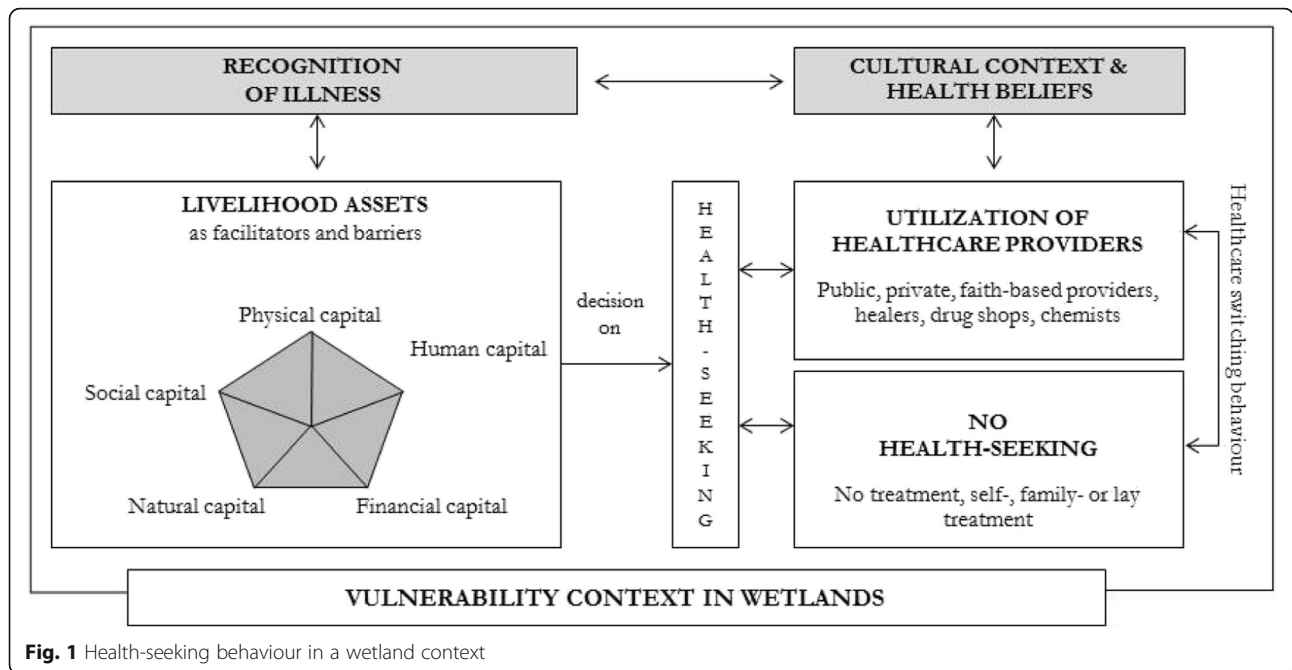 RECOGNITION
OF ILLNESS
CULTURAL CONTEXT &
HEALTH BELIEFS
LIVELIHOOD ASSETS
as facilitators and barriers
Physical capital
Human capital
Social capital
Natural capital
Financial capital
decision
on
HEALTH-SEEKING
UTILIZATION OF
HEALTHCARE PROVIDERS
Public, private, faith-based providers,
healers, drug shops, chemists
NO
HEALTH-SEEKING
No treatment, self-, family- or lay
treatment
Healthcare switching behaviour
VULNERABILITY CONTEXT IN WETLANDS
Fig. 1 Health-seeking behaviour in a wetland context